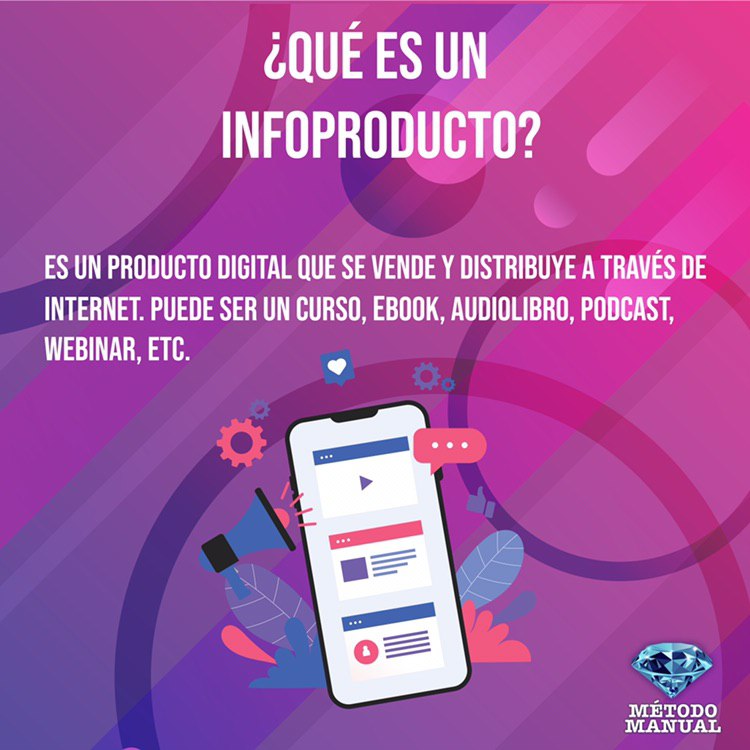 ¿QUÉ ES UN
INFOPRODUCTO?
ES UN PRODUCTO DIGITAL QUE SE VENDE Y DISTRIBUYE A TRAVÉS DE
INTERNET. PUEDE SER UN CURSO, EBOOK, AUDIOLIBRO, PODCAST,
WEBINAR, ETC.
MÉTODO
MANUAL